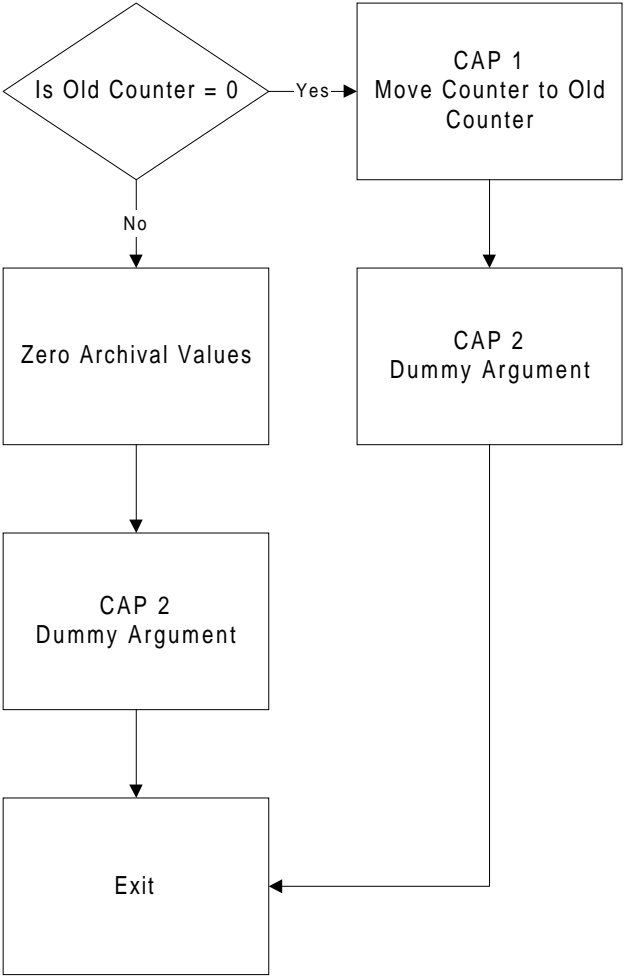 Is Old Counter = 0
Yes
CAP 1
Move Counter to Old
Counter
No
Zero Archival Values
CAP 2
Dummy Argument
CAP 2
Dummy Argument
Exit